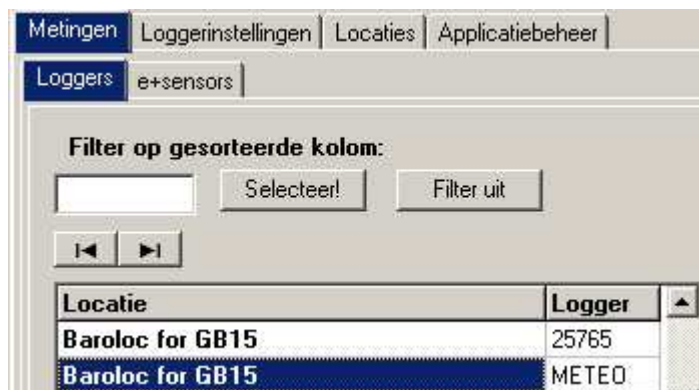 Metingen Loggerinstellingen Locaties Applicatiebeheer
Loggers e+sensors
Filter op gesorteerde kolom:
Selecteer! Filter uit
Locatie Logger
Baroloc for GB15 25765
Baroloc for GB15 METEO